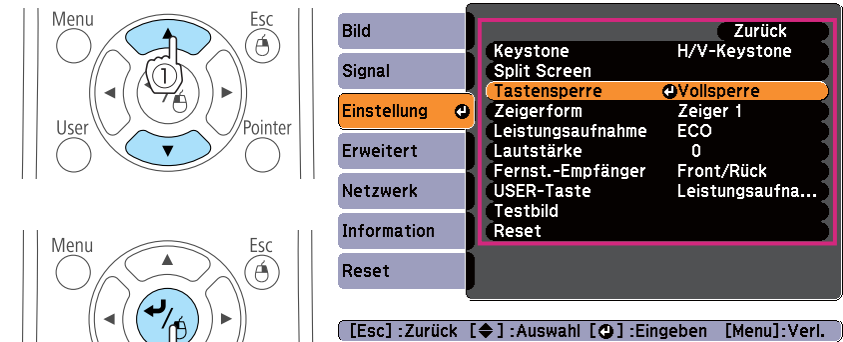 Menu
Esc
1
User
Pointer
Menu
Esc
Bild
Signal
Einstellung
Erweitert
Netzwerk
Information
Reset
Zurück
Keystone H/V-Keystone
Split Screen
Tastensperre Vollsperre
Zeigerform Zeiger 1
Leistungsaufnahme ECO
Lautstärke 0
Fernst.-Empfänger Front/Rück
USER-Taste Leistungsaufna...
Testbild
Reset
[Esc] :Zurück [◆] :Auswahl [↵] :Eingeben [Menu]:Verl.